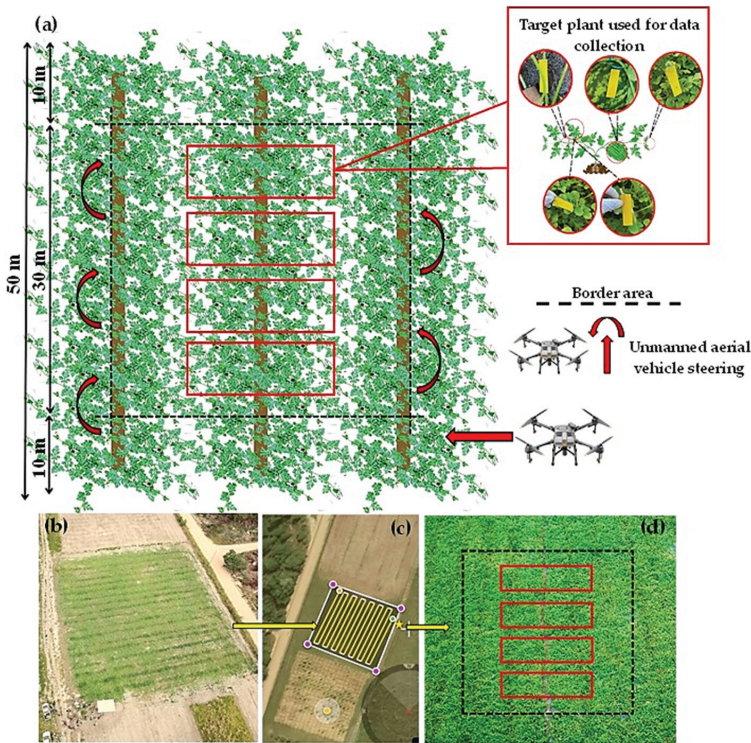 (a)
Target plant used for data
collection
10 m
30 m
50 m
10 m
Border area
Unmanned aerial
vehicle steering
(b)
(c)
(d)